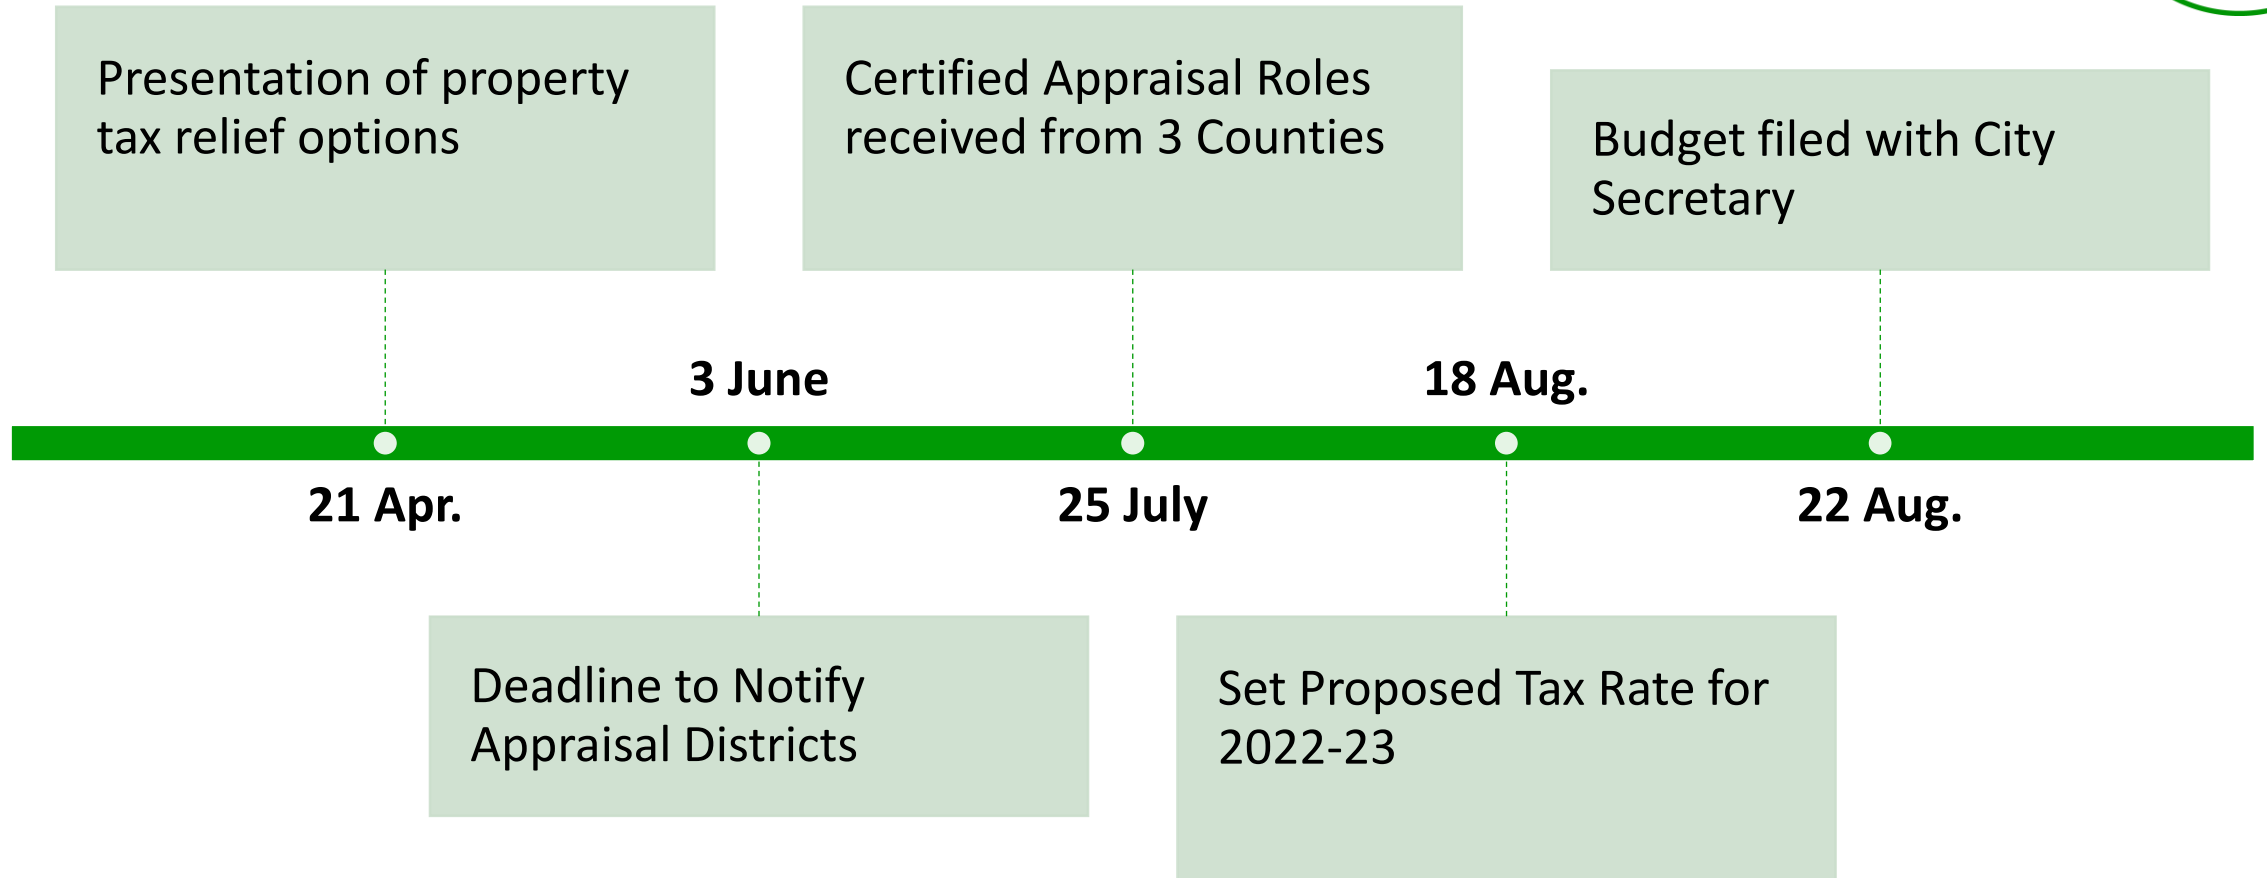 Presentation of property
tax relief options
Certified Appraisal Roles
received from 3 Counties
Budget filed with City
Secretary
3 June
18 Aug.
21 Apr.
25 July
22 Aug.
Deadline to Notify
Appraisal Districts
Set Proposed Tax Rate for
2022-23